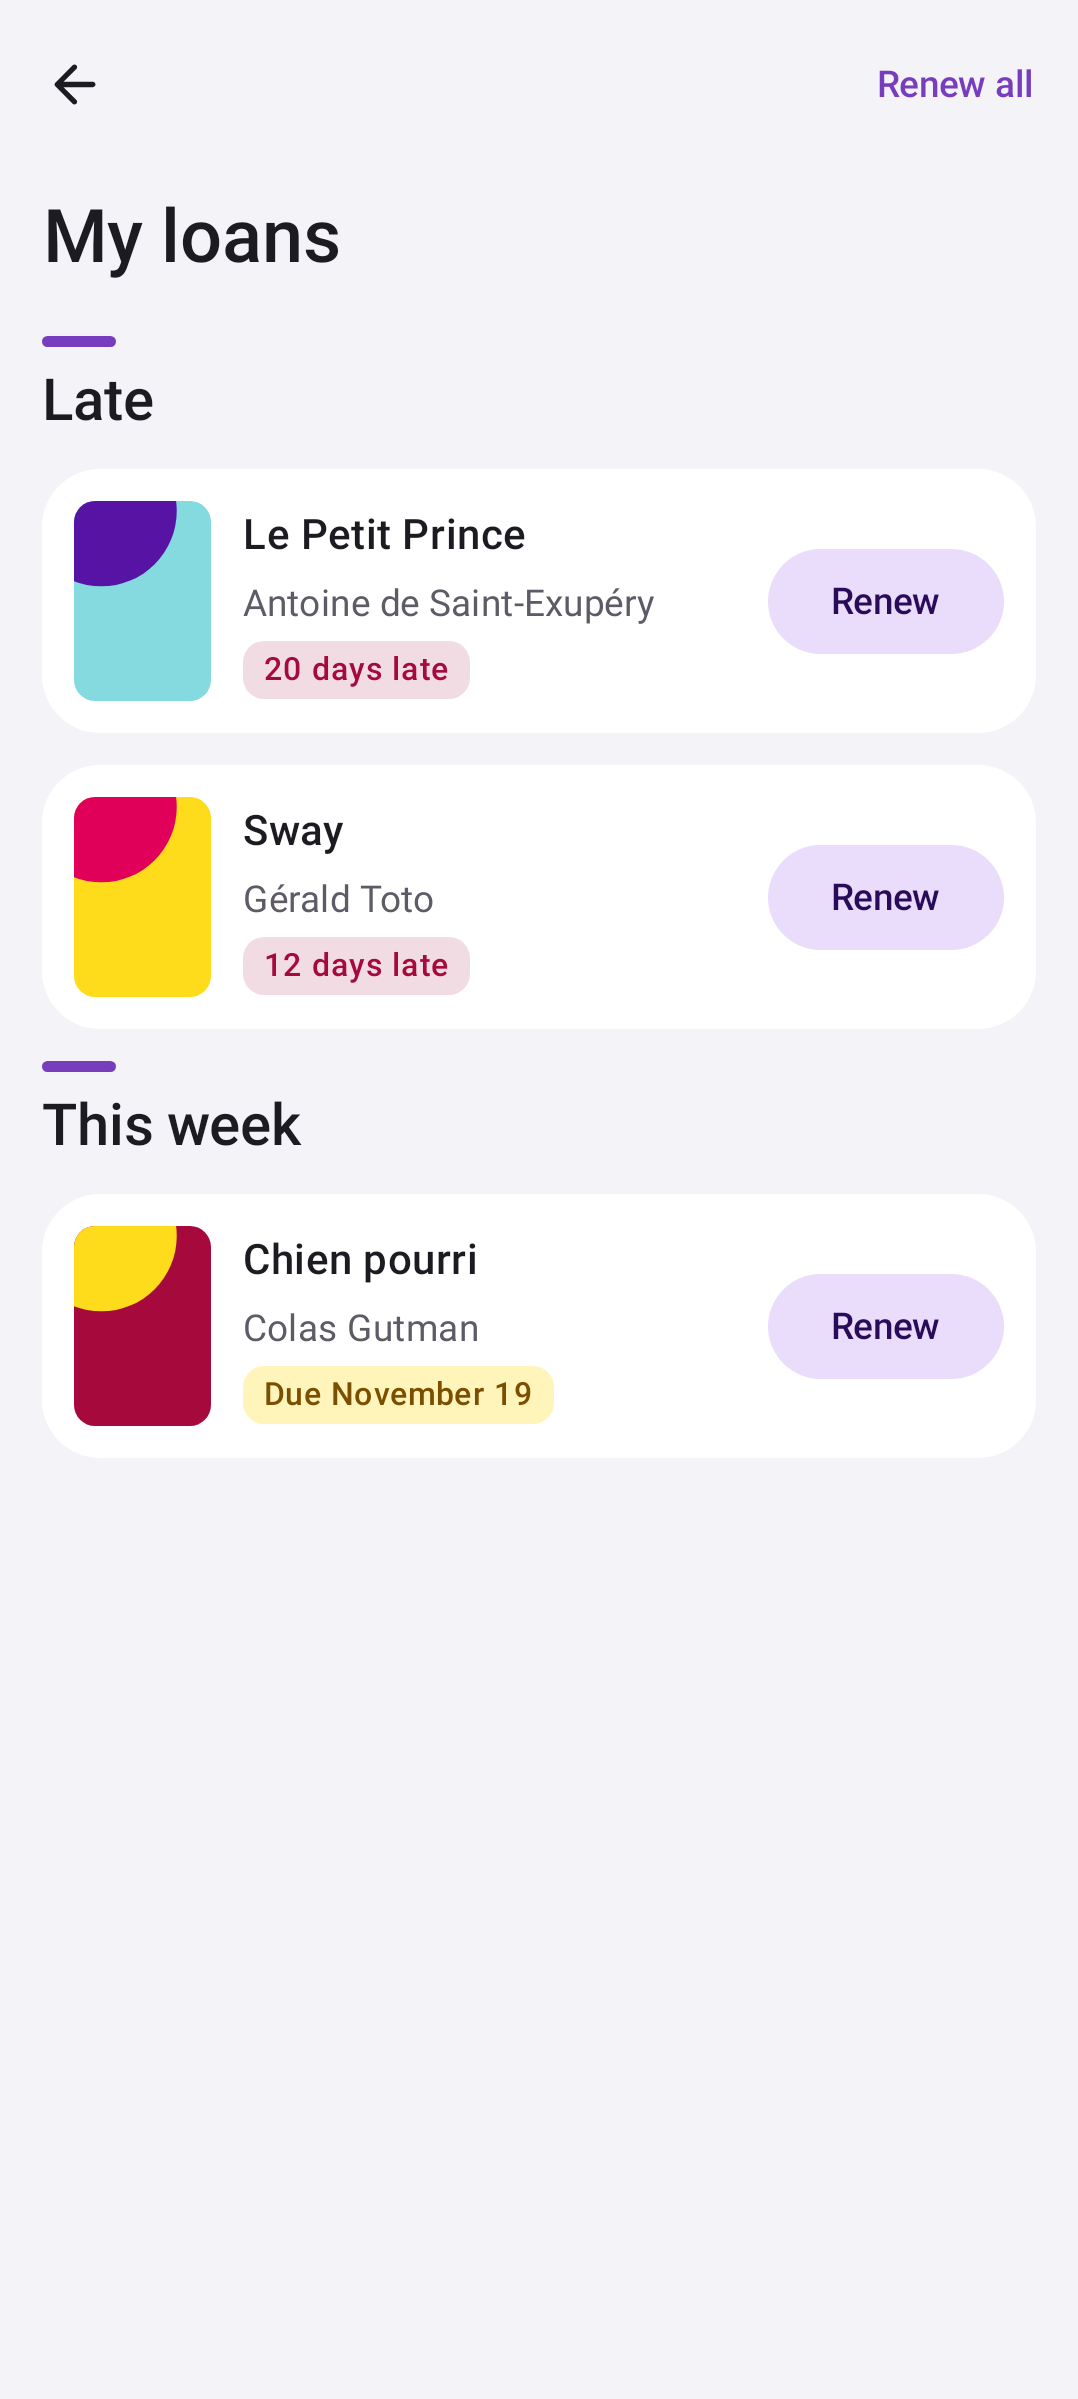 Renew all
My loans
Late
Le Petit Prince
Antoine de Saint-Exupéry
20 days late
Renew
Sway
Gérald Toto
12 days late
Renew
This week
Chien pourri
Colas Gutman
Due November 19
Renew